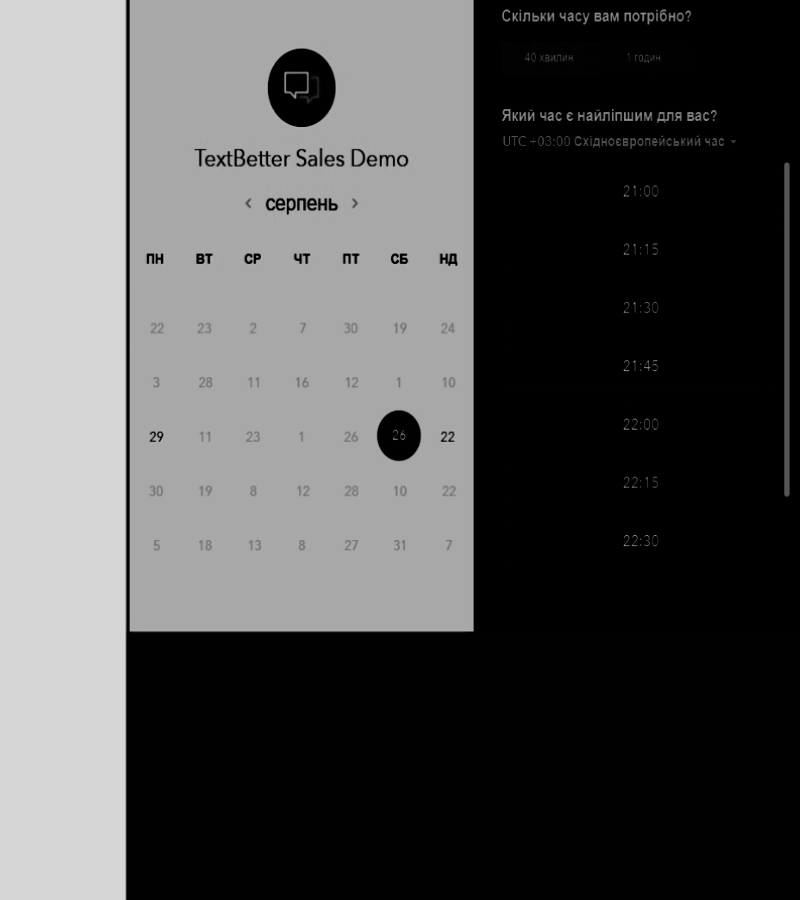 TextBetter Sales Demo
‹ серпень ›
ПН ВТ СР ЧТ ПТ СБ НД
22 23 2 7 30 19 24
3 28 11 16 12 1 10
29 11 23 1 26 26 22
30 19 8 12 28 10 22
5 18 13 8 27 31 7
Скільки часу вам потрібно?
40 хвилин 1 годин
Який час є найліпшим для вас?
UTC +03:00 Східноєвропейський час
21:00
21:15
21:30
21:45
22:00
22:15
22:30